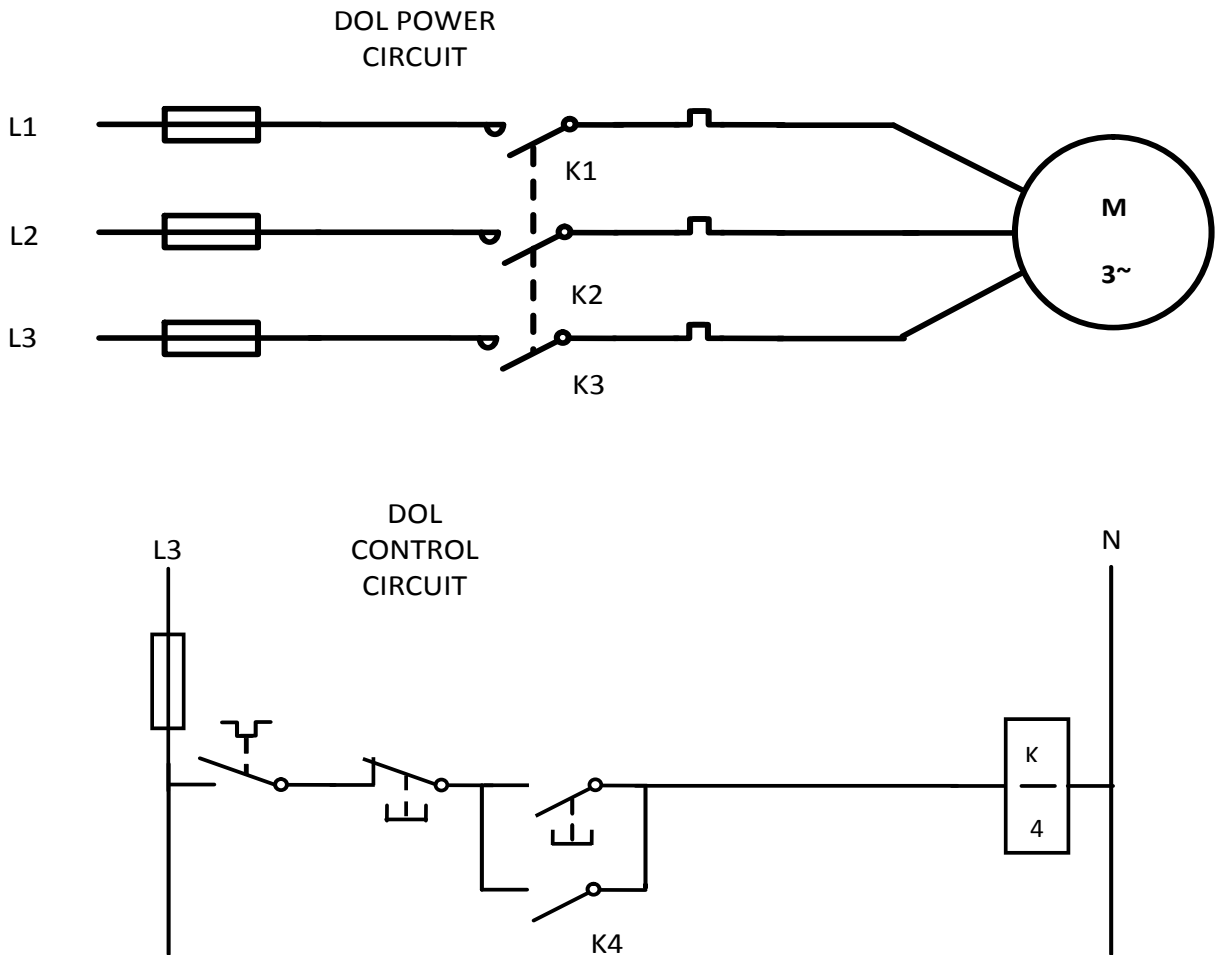 DOL POWER
CIRCUIT
L1
K1
L2
K2
L3
K3
M
3~
DOL
CONTROL
CIRCUIT
L3
N
K
4
K4